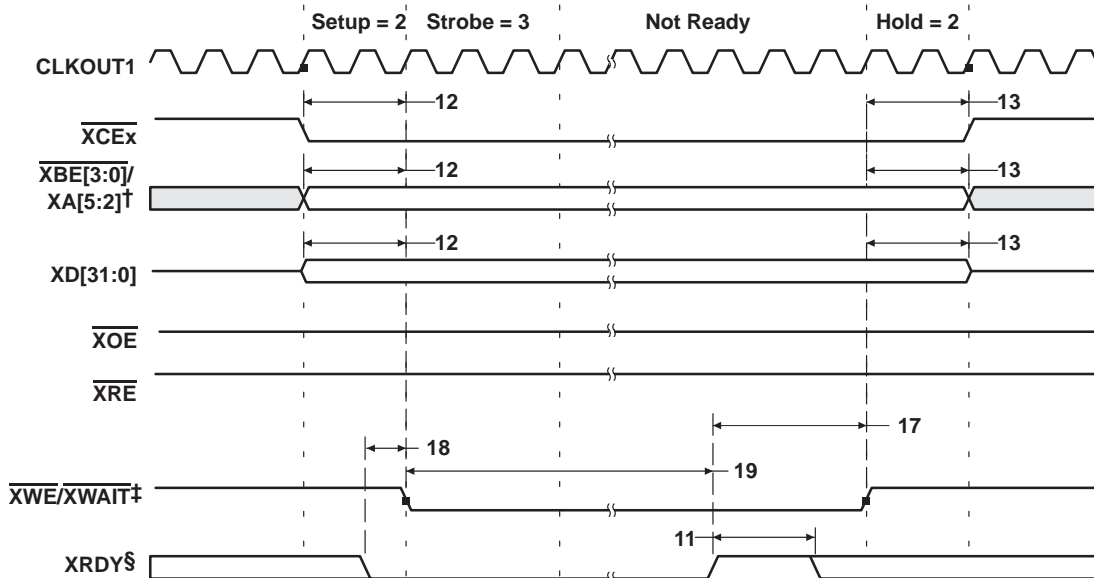 Setup = 2 Strobe = 3 Not Ready Hold = 2
CLKOUT1
12 13
XCEx
XBE[3:0]/
12 13
XA[5:2]†
12 13
XD[31:0]
XOE
XRE
17
18
19
XWE/XWAIT‡
11
XRDY§